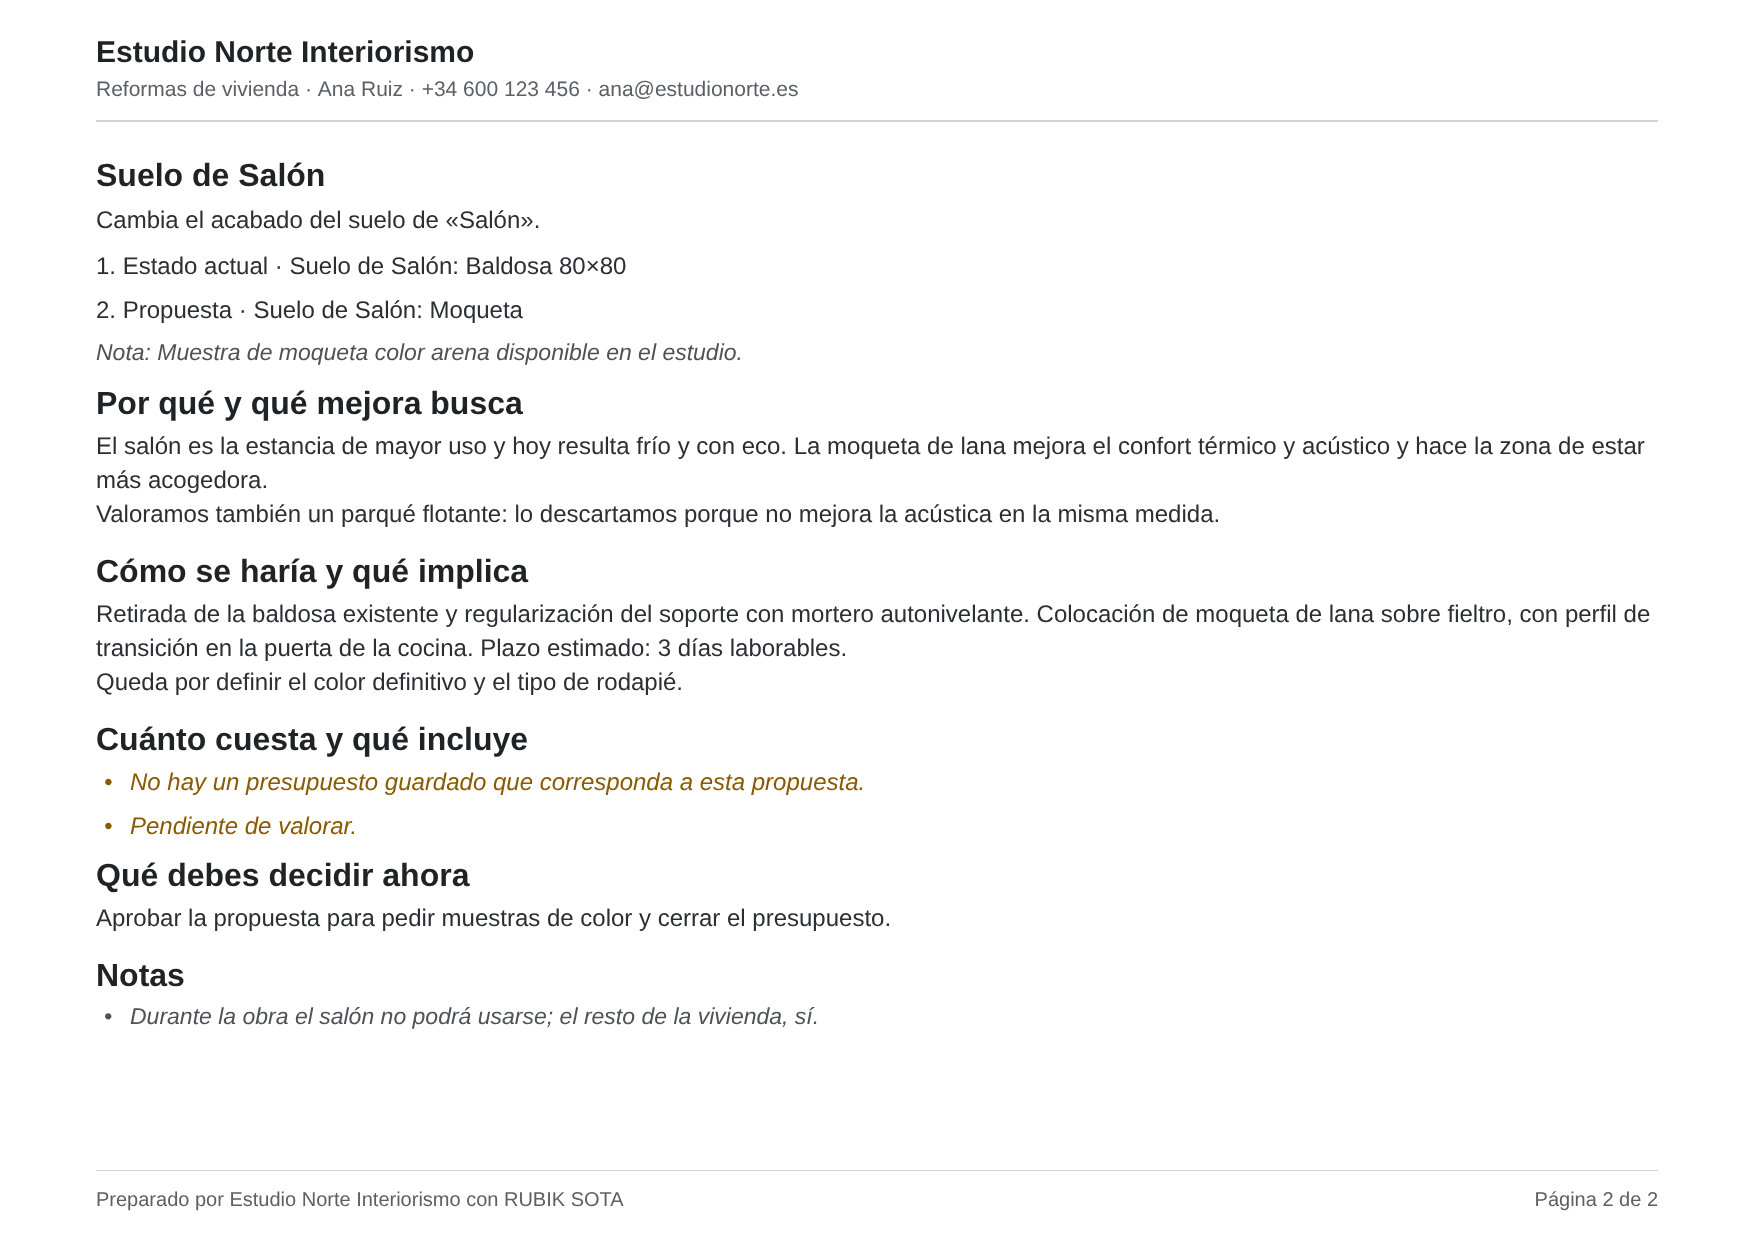 Estudio Norte Interiorismo
Reformas de vivienda · Ana Ruiz · +34 600 123 456 · ana@estudionorte.es
Suelo de Salón
Cambia el acabado del suelo de «Salón».
1. Estado actual · Suelo de Salón: Baldosa 80×80
2. Propuesta · Suelo de Salón: Moqueta
Nota: Muestra de moqueta color arena disponible en el estudio.
Por qué y qué mejora busca
El salón es la estancia de mayor uso y hoy resulta frío y con eco. La moqueta de lana mejora el confort térmico y acústico y hace la zona de estar
más acogedora.
Valoramos también un parqué flotante: lo descartamos porque no mejora la acústica en la misma medida.
Cómo se haría y qué implica
Retirada de la baldosa existente y regularización del soporte con mortero autonivelante. Colocación de moqueta de lana sobre fieltro, con perfil de
transición en la puerta de la cocina. Plazo estimado: 3 días laborables.
Queda por definir el color definitivo y el tipo de rodapié.
Cuánto cuesta y qué incluye
• No hay un presupuesto guardado que corresponda a esta propuesta.
• Pendiente de valorar.
Qué debes decidir ahora
Aprobar la propuesta para pedir muestras de color y cerrar el presupuesto.
Notas
• Durante la obra el salón no podrá usarse; el resto de la vivienda, sí.
Preparado por Estudio Norte Interiorismo con RUBIK SOTA
Página 2 de 2